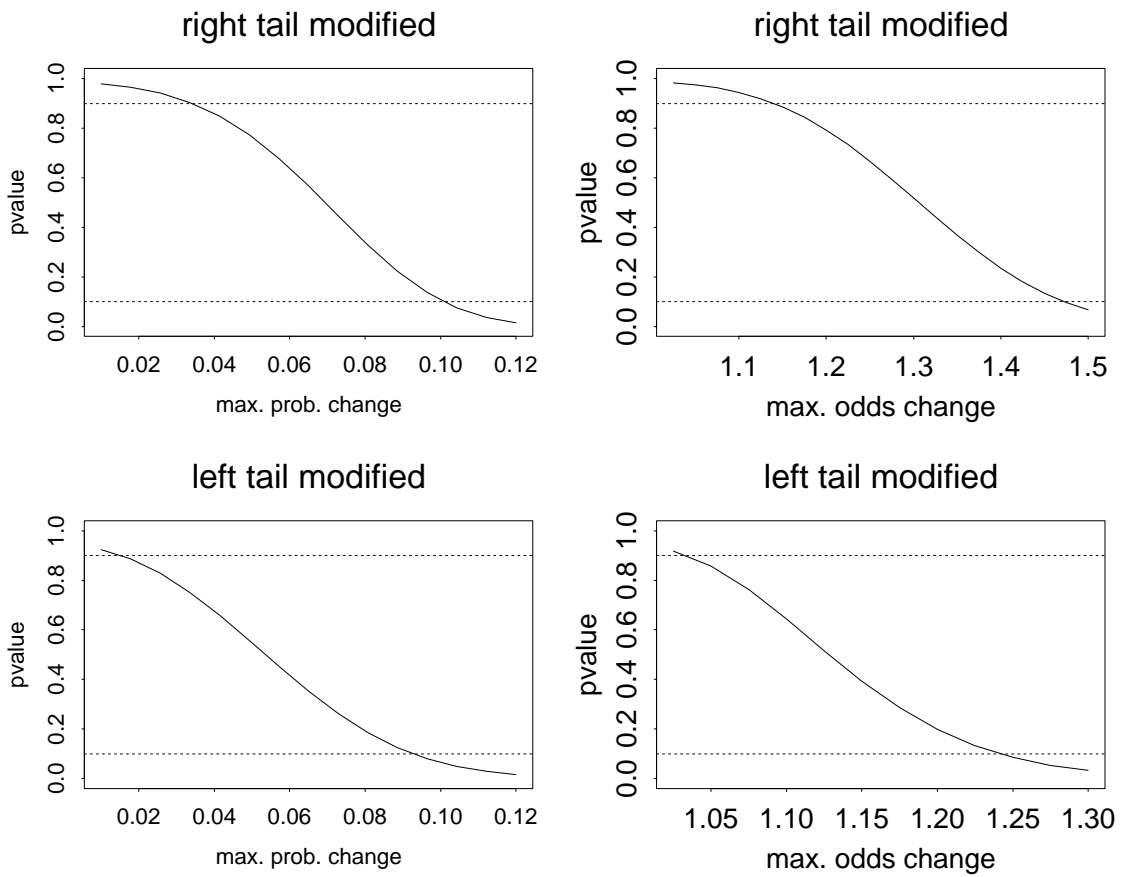 right tail modified
pvalue
1.0
0.8
0.6
0.4
0.2
0.0
0.02 0.04 0.06 0.08 0.10 0.12
max. prob. change
right tail modified
pvalue
1.0
0.8
0.6
0.4
0.2
0.0
1.1 1.2 1.3 1.4 1.5
max. odds change
left tail modified
pvalue
1.0
0.8
0.6
0.4
0.2
0.0
0.02 0.04 0.06 0.08 0.10 0.12
max. prob. change
left tail modified
pvalue
1.0
0.8
0.6
0.4
0.2
0.0
1.05 1.10 1.15 1.20 1.25 1.30
max. odds change